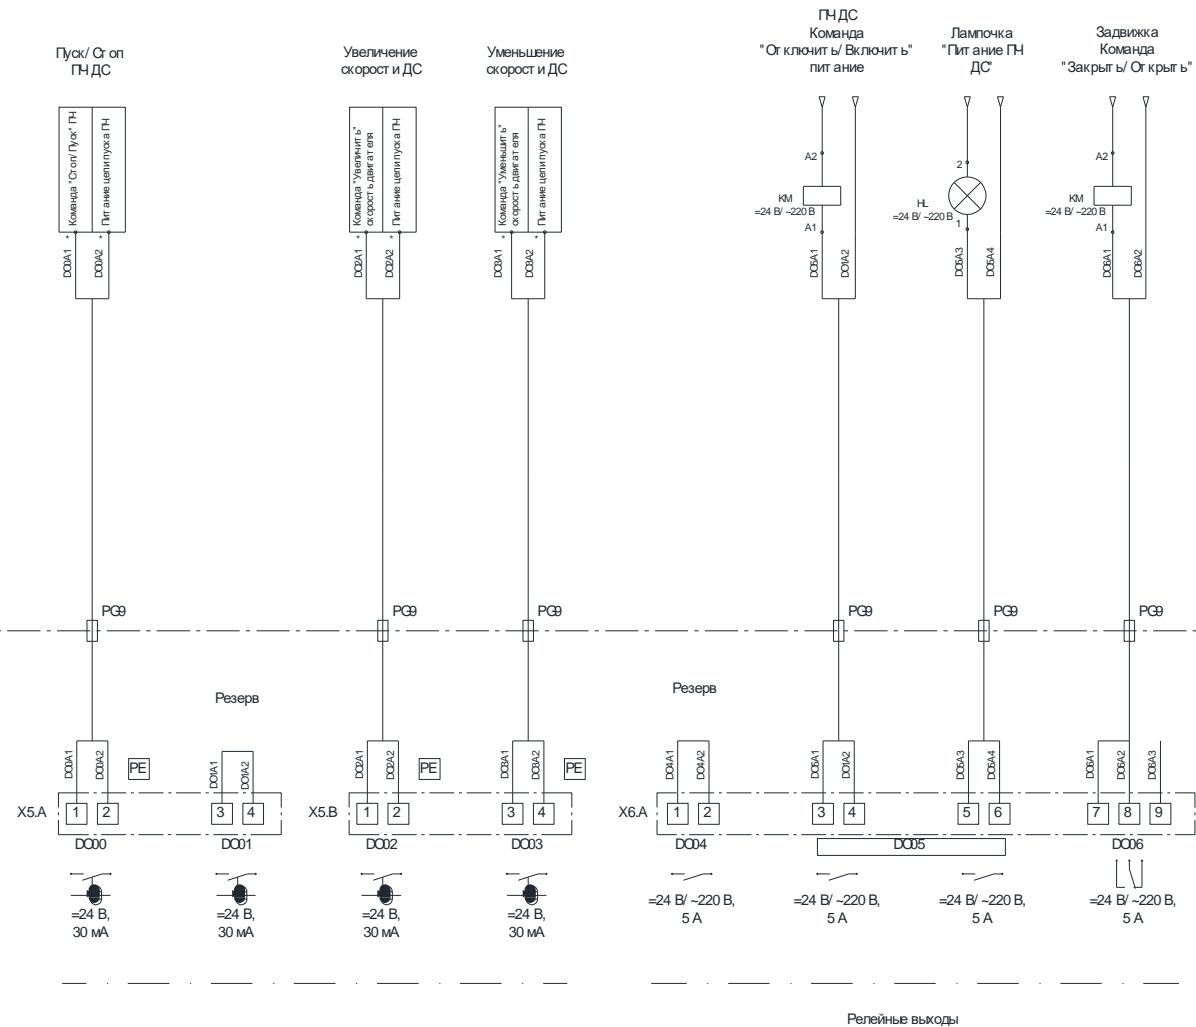 Пуск/ Стоп
ПЧ ДС
Увеличение
скорости ДС
Уменьшение
скорости ДС
ПЧ ДС
Команда
"Отключить/ Включить"
питание
Лампочка
"Питание ПЧ
ДС"
Задвижка
Команда
"Закрыть/ Открыть"
Команда "Стоп/ Пуск" ПЧ
Питание цепи пуска ПЧ
Команда "Увеличить"
скорость двигателя
Питание цепи пуска ПЧ
Команда "Уменьшить"
скорость двигателя
Питание цепи пуска ПЧ
A2
KM
=24 В/ ~220 В
A1
2
HL
=24 В/ ~220 В
1
A2
KM
=24 В/ ~220 В
A1
* *
* *
* *
DO0A1
DO0A2
DO2A1
DO2A2
DO3A1
DO3A2
DO5A1
DO1A2
DO5A3
DO5A4
DO6A1
DO6A2
PG9
PG9
PG9
PG9
PG9
PG9
Резерв
Резерв
DO0A1
DO0A2
PE
DO1A1
DO1A2
DO2A1
DO2A2
PE
DO3A1
DO3A2
PE
DO4A1
DO4A2
DO5A1
DO1A2
DO5A3
DO5A4
DO6A1
DO6A2
DO6A3
X5.A 1 2 3 4
X5.B 1 2 3 4
X6.A 1 2 3 4 5 6 7 8 9
DO00
DO01
DO02
DO03
DO04
DO05
DO06
=24 В,
30 мА
=24 В,
30 мА
=24 В,
30 мА
=24 В,
30 мА
=24 В/ ~220 В,
5 А
=24 В/ ~220 В,
5 А
=24 В/ ~220 В,
5 А
=24 В/ ~220 В,
5 А
Релейные выходы